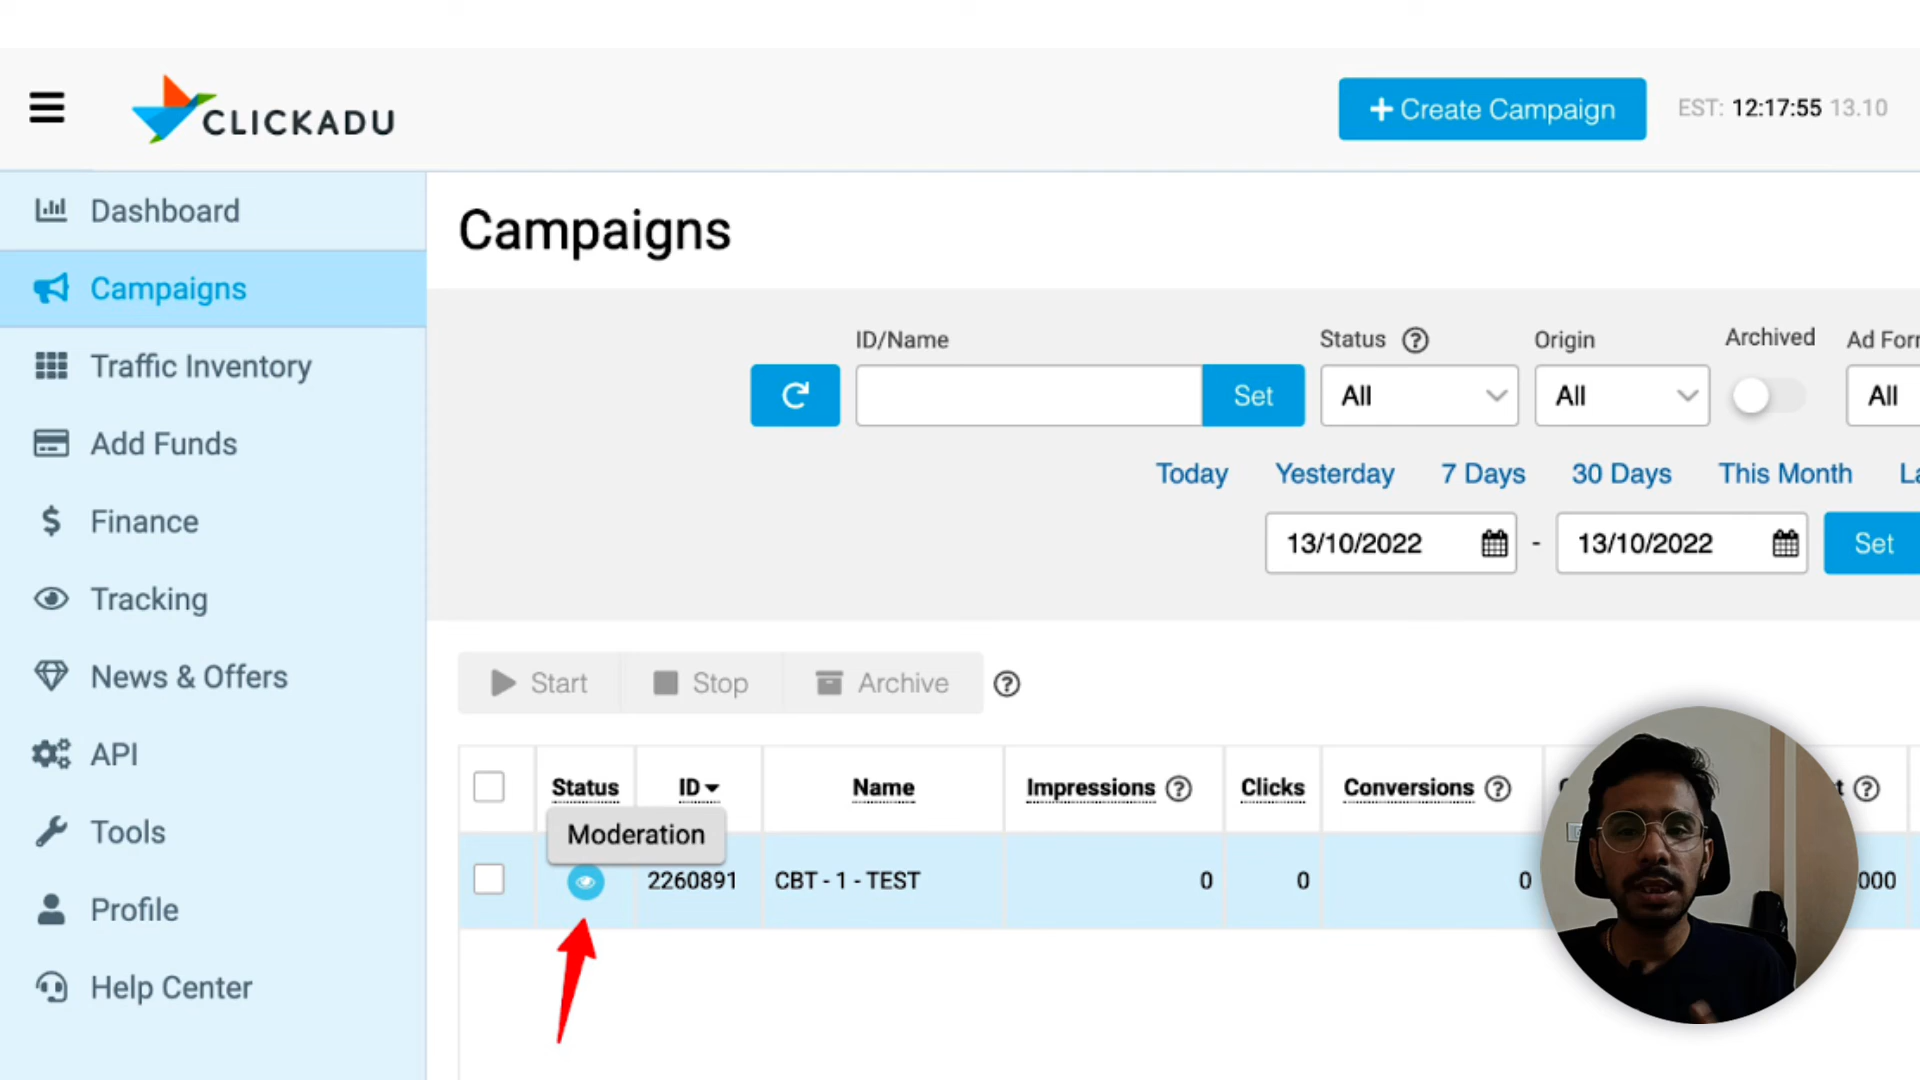 CLICKADU
+ Create Campaign
EST: 12:17:55 13.10
Dashboard
Campaigns
Traffic Inventory
Add Funds
Finance
Tracking
News & Offers
API
Tools
Profile
Help Center
Campaigns
ID/Name
Status ?
Origin
Archived
Ad Forr
Set
All
All
All
Today Yesterday 7 Days 30 Days This Month La
13/10/2022 - 13/10/2022 Set
Start Stop Archive ?
Status ID Name Impressions ? Clicks Conversions ? t ?
Moderation
2260891 CBT - 1 - TEST 0 0 0 000